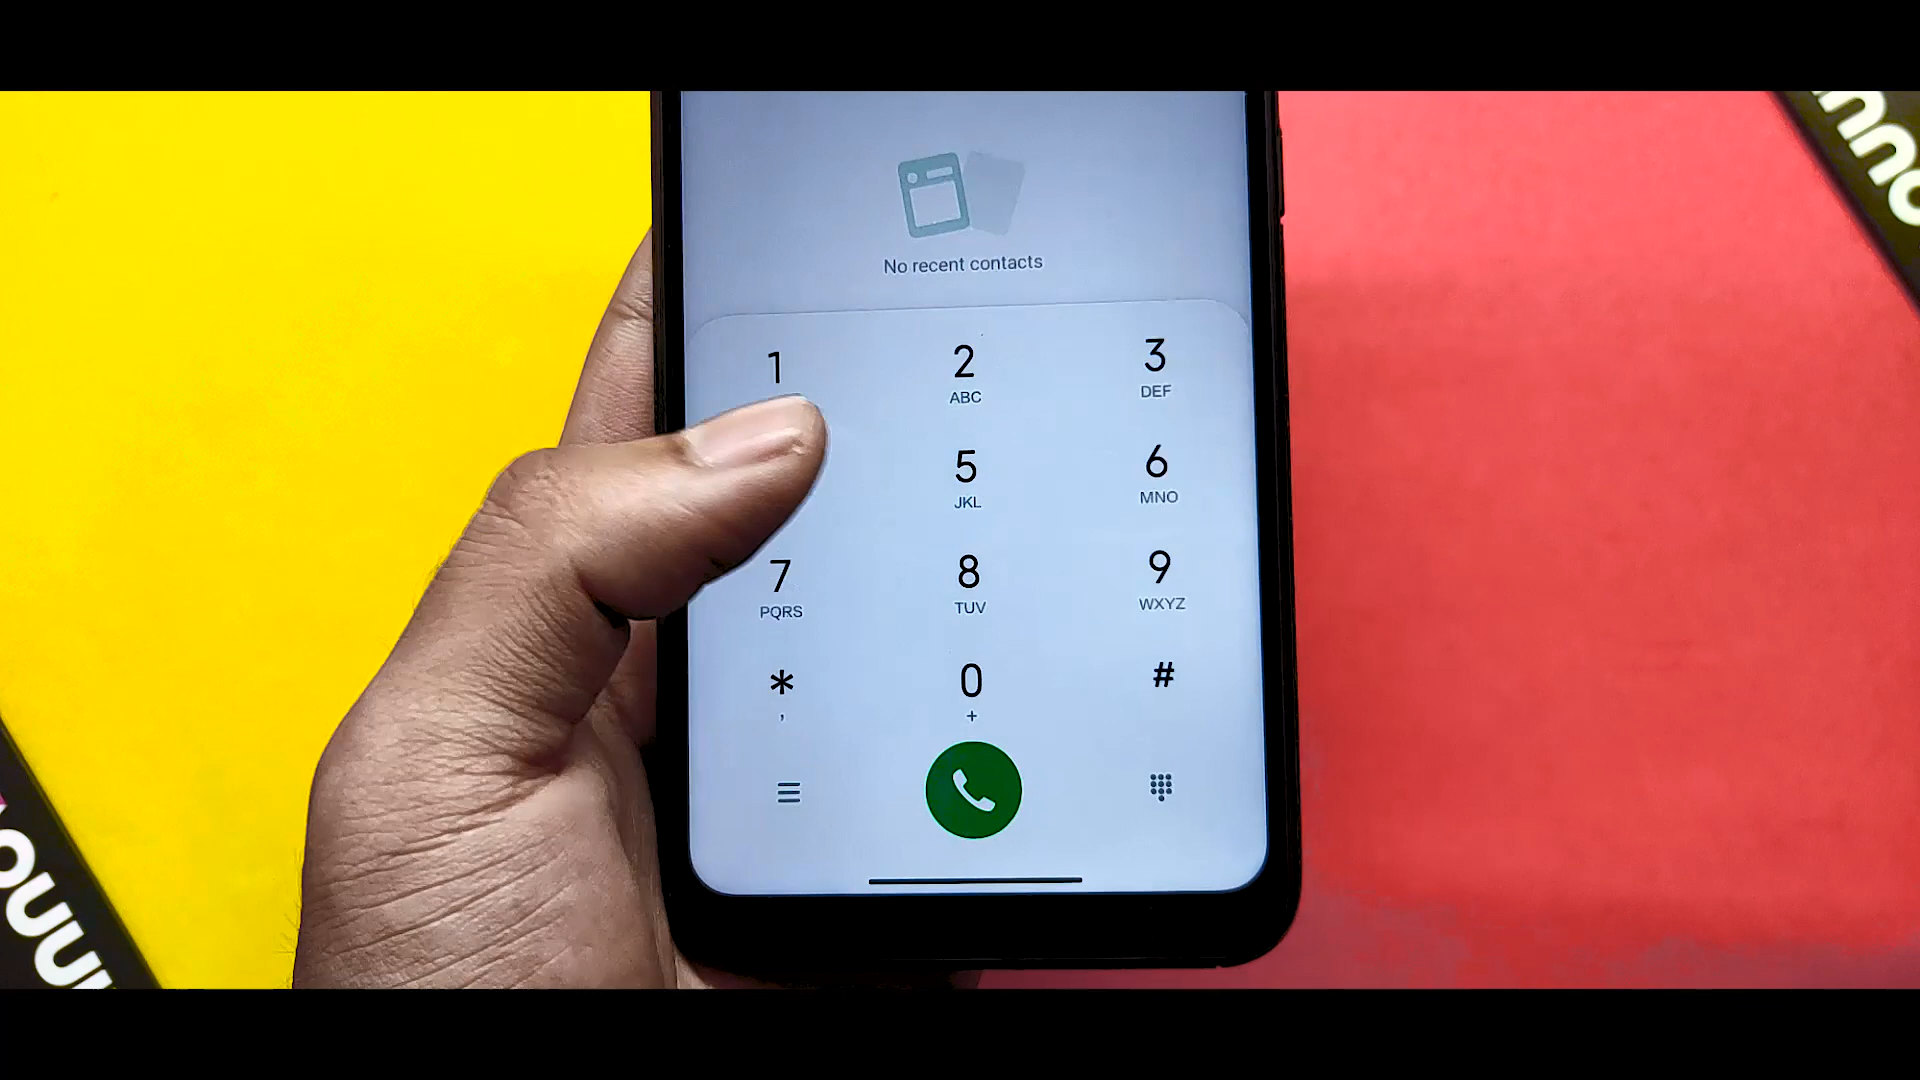 No recent contacts
1 2 3
ABC DEF
5 6
JKL MNO
7 8 9
PQRS TUV WXYZ
* 0 #
, +